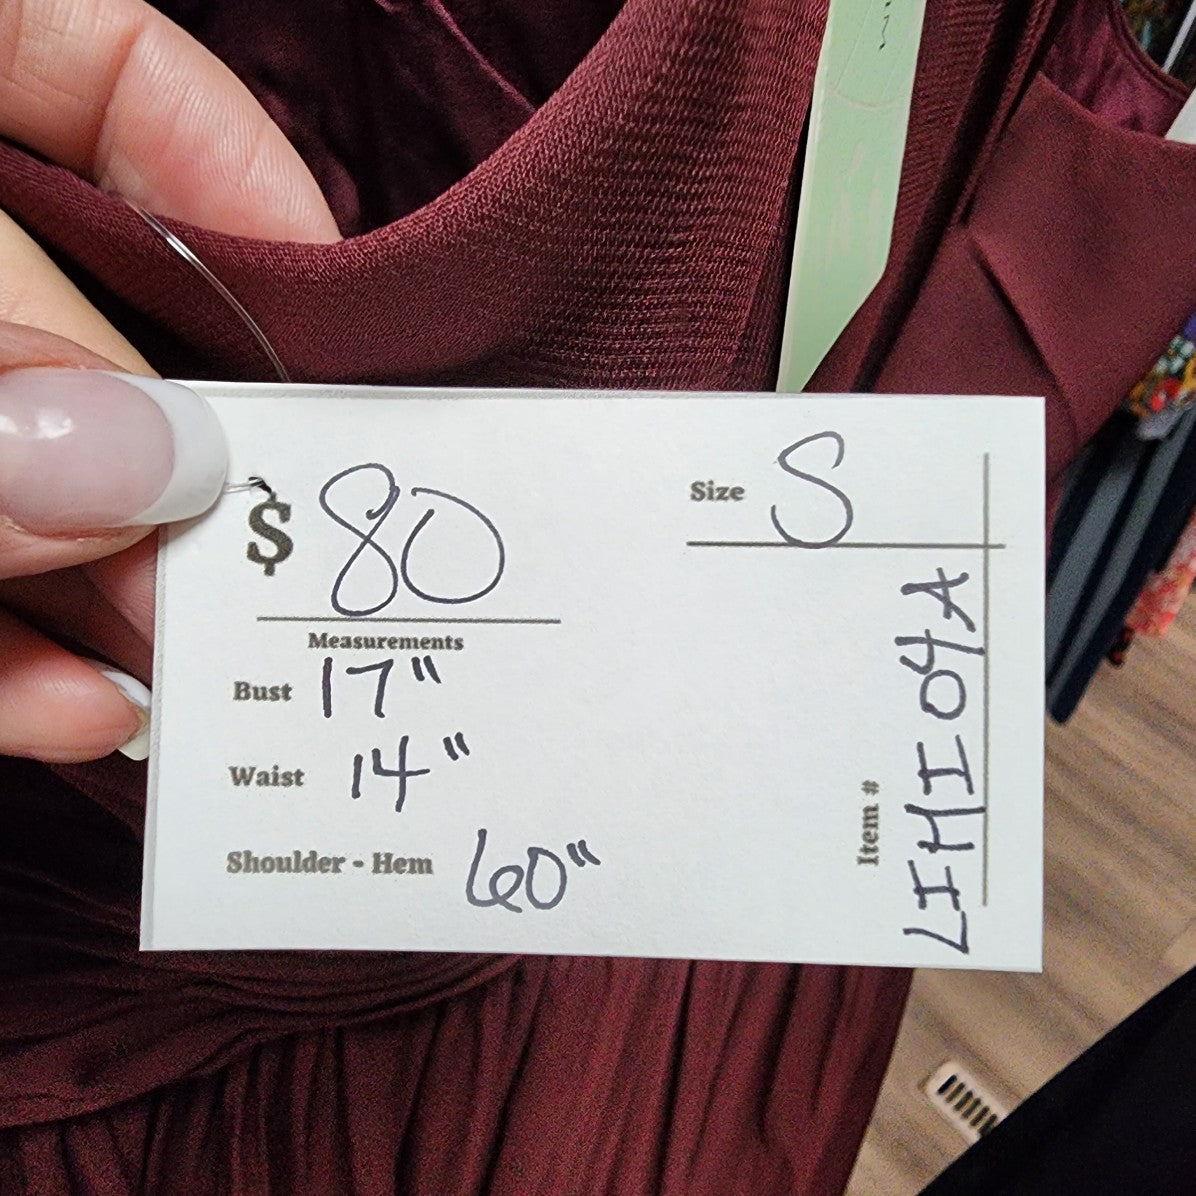 $ 80
Size S
Measurements
Bust 17"
Waist 14"
Shoulder - Hem 60"
Item # LIHI04A